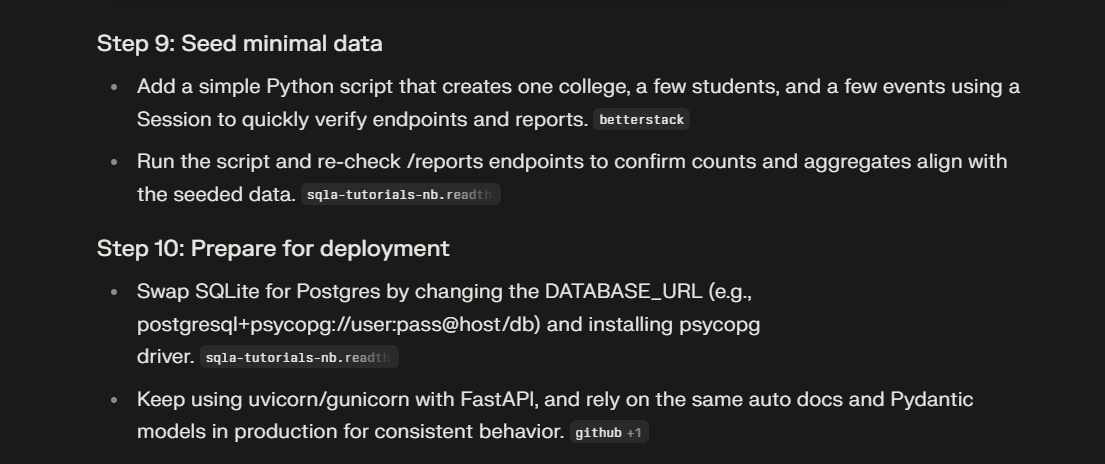 Step 9: Seed minimal data
Add a simple Python script that creates one college, a few students, and a few events using a
Session to quickly verify endpoints and reports. betterstack
Run the script and re-check /reports endpoints to confirm counts and aggregates align with
the seeded data. sqla-tutorials-nb.readth
Step 10: Prepare for deployment
Swap SQLite for Postgres by changing the DATABASE_URL (e.g.,
postgresql+psycopg://user:pass@host/db) and installing psycopg
driver. sqla-tutorials-nb.readth
Keep using uvicorn/gunicorn with FastAPI, and rely on the same auto docs and Pydantic
models in production for consistent behavior. github +1